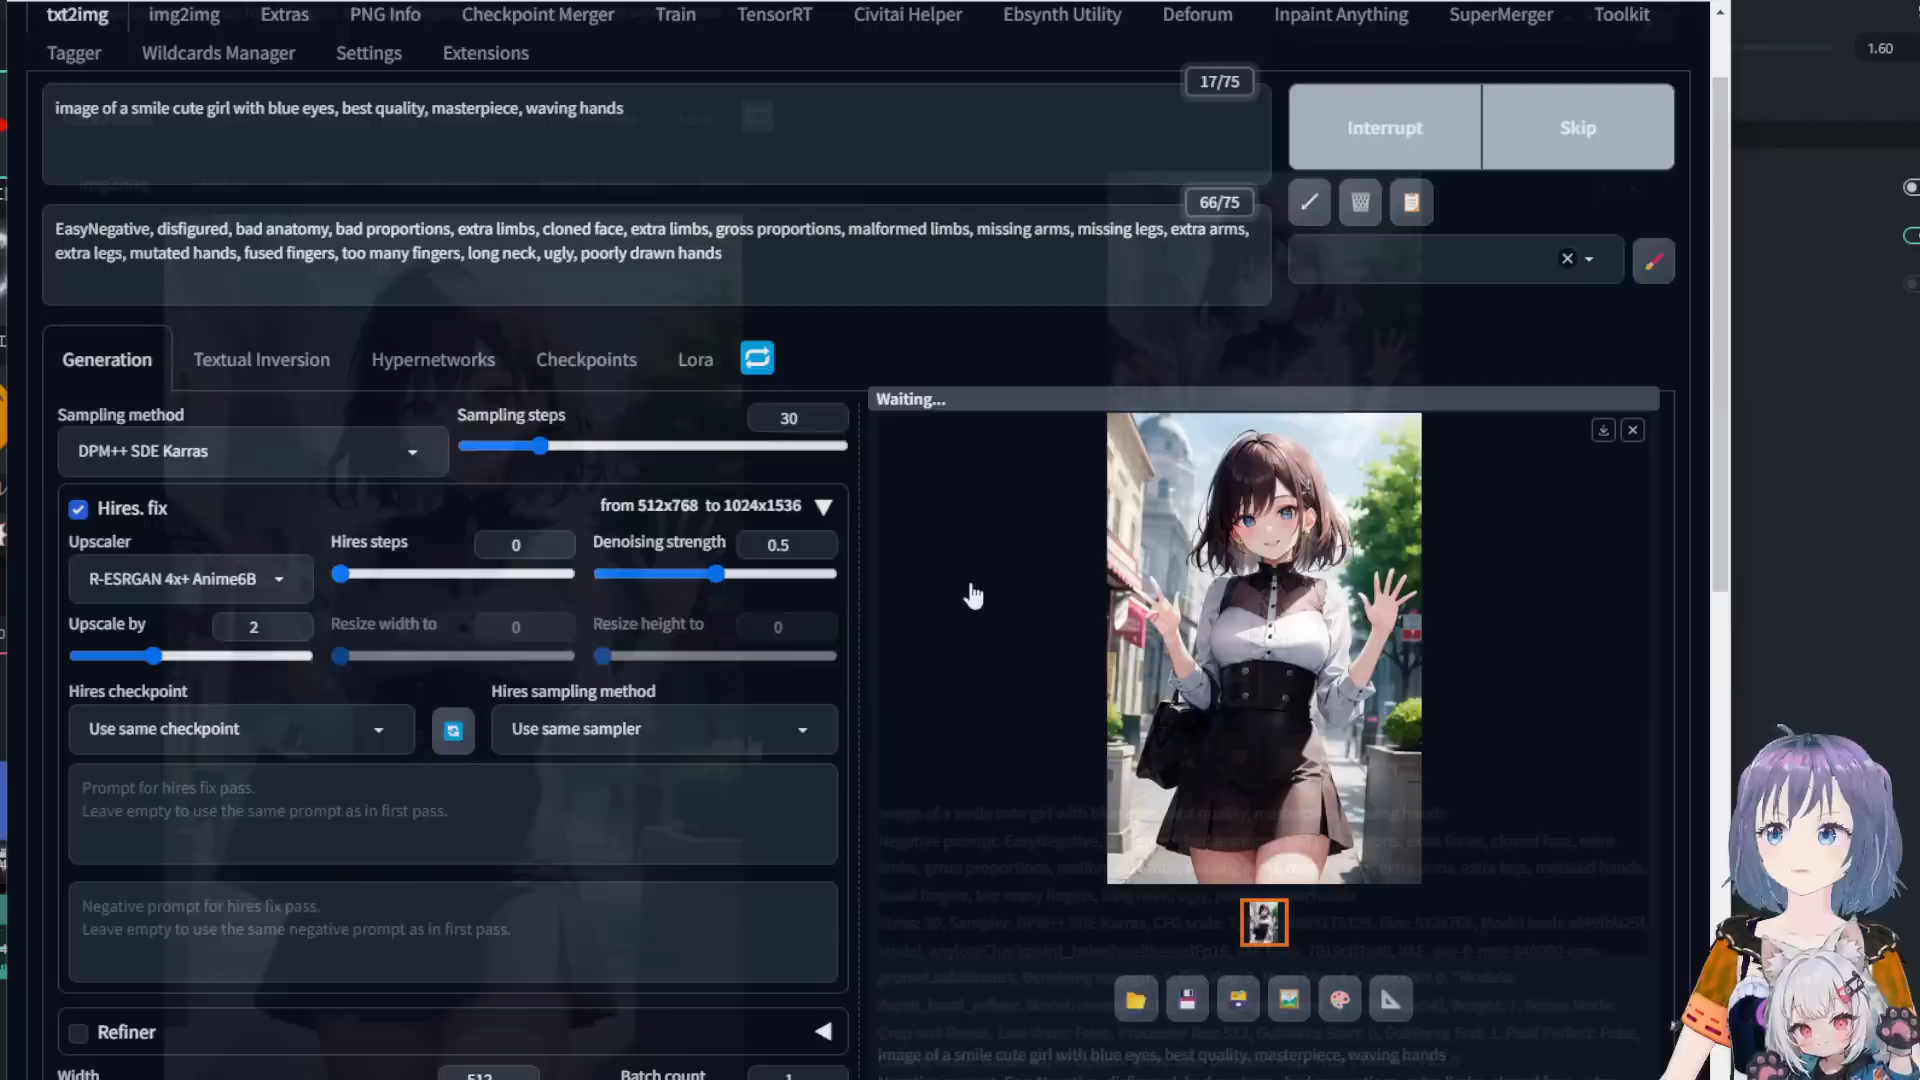 txt2img img2img Extras PNG Info Checkpoint Merger Train TensorRT Civitai Helper Ebsynth Utility Deforum Inpaint Anything SuperMerger Toolkit
Tagger Wildcards Manager Settings Extensions
1.60
17/75
image of a smile cute girl with blue eyes, best quality, masterpiece, waving hands
Interrupt Skip
66/75
EasyNegative, disfigured, bad anatomy, bad proportions, extra limbs, cloned face, extra limbs, gross proportions, malformed limbs, missing arms, missing legs, extra arms,
extra legs, mutated hands, fused fingers, too many fingers, long neck, ugly, poorly drawn hands
Generation Textual Inversion Hypernetworks Checkpoints Lora
Waiting...
Sampling method Sampling steps 30
DPM++ SDE Karras
Hires. fix from 512x768 to 1024x1536
Upscaler Hires steps 0 Denoising strength 0.5
R-ESRGAN 4x+ Anime6B
Upscale by 2 Resize width to 0 Resize height to 0
Hires checkpoint Hires sampling method
Use same checkpoint Use same sampler
Prompt for hires fix pass.
Leave empty to use the same prompt as in first pass.
Negative prompt for hires fix pass.
Leave empty to use the same negative prompt as in first pass.
Refiner
Width 512 Batch count 1
image of a smile cute girl with blue eyes, best quality, masterpiece, waving hands